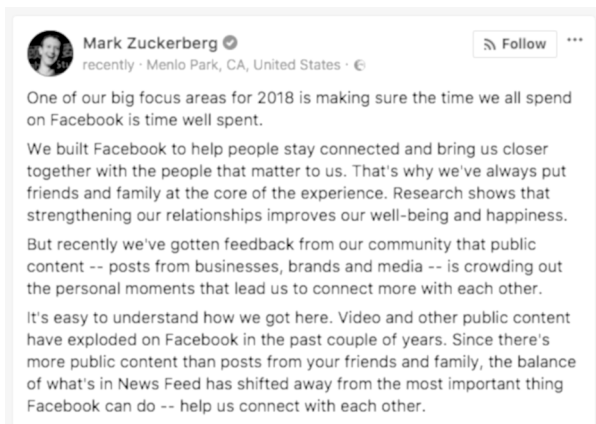 Mark Zuckerberg
Follow
recently · Menlo Park, CA, United States ·
One of our big focus areas for 2018 is making sure the time we all spend
on Facebook is time well spent.
We built Facebook to help people stay connected and bring us closer
together with the people that matter to us. That's why we've always put
friends and family at the core of the experience. Research shows that
strengthening our relationships improves our well-being and happiness.
But recently we've gotten feedback from our community that public
content -- posts from businesses, brands and media -- is crowding out
the personal moments that lead us to connect more with each other.
It's easy to understand how we got here. Video and other public content
have exploded on Facebook in the past couple of years. Since there's
more public content than posts from your friends and family, the balance
of what's in News Feed has shifted away from the most important thing
Facebook can do -- help us connect with each other.